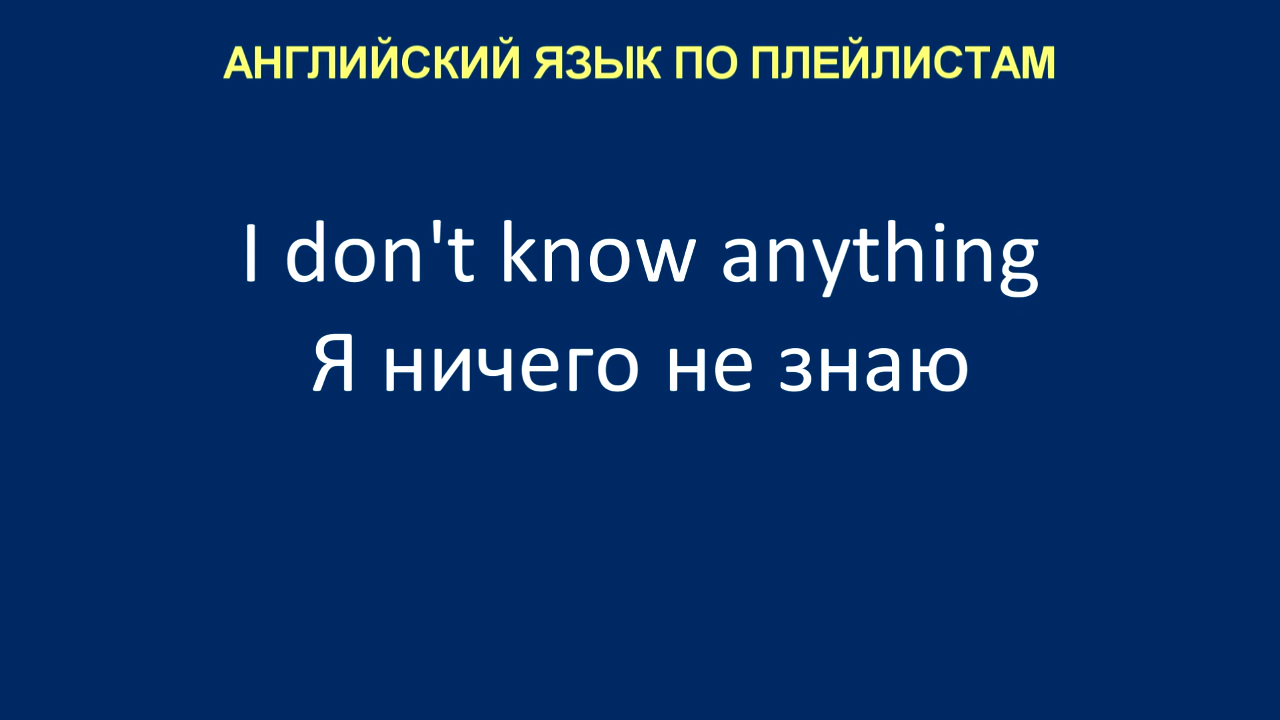 АНГЛИЙСКИЙ ЯЗЫК ПО ПЛЕЙЛИСТАМ
I don't know anything
Я ничего не знаю